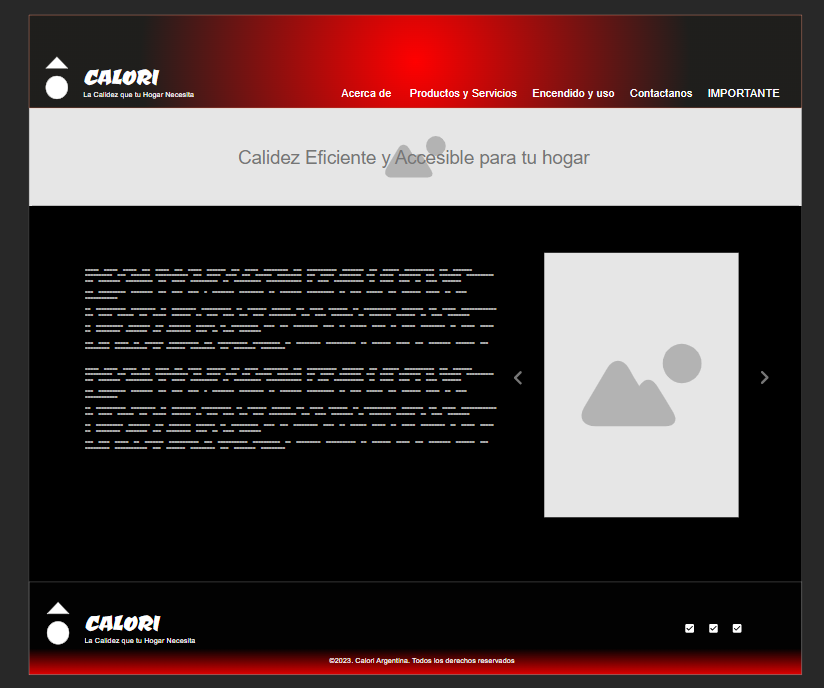 CALORI
La Calidez que tu Hogar Necesita
Acerca de Productos y Servicios Encendido y uso Contactanos IMPORTANTE
Calidez Eficiente y Accesible para tu hogar
CALORI
La Calidez que tu Hogar Necesita
©2023. Calori Argentina. Todos los derechos reservados